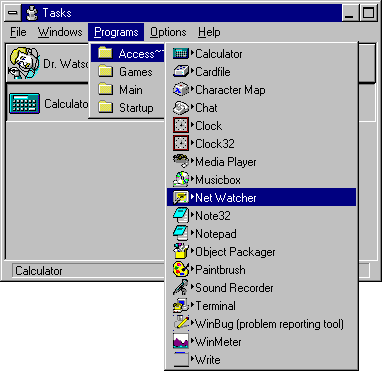 Tasks
File Windows Programs Options Help
Dr. Wats
Calculato
Access~~
Games
Main
Startup
Calculator
Cardfile
Character Map
Chat
Clock
Clock32
Media Player
Musicbox
Net Watcher
Note32
Notepad
Object Packager
Paintbrush
Sound Recorder
Terminal
WinBug (problem reporting tool)
WinMeter
Write
Calculator